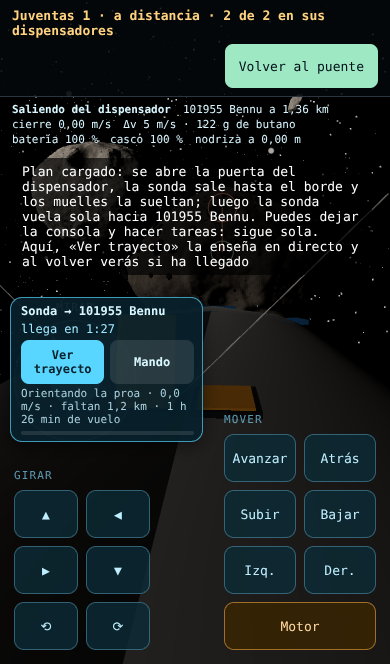 Juventas 1 · a distancia · 2 de 2 en sus
dispensadores
Volver al puente
Saliendo del dispensador 101955 Bennu a 1,36 km
cierre 0,00 m/s Δv 5 m/s · 122 g de butano
batería 100 % casco 100 % nodriza a 0,00 m
Plan cargado: se abre la puerta del
dispensador, la sonda sale hasta el borde y
los muelles la sueltan; luego la sonda
vuela sola hacia 101955 Bennu. Puedes dejar
la consola y hacer tareas: sigue sola.
Aquí, «Ver trayecto» la enseña en directo y
al volver verás si ha llegado
Sonda → 101955 Bennu
llega en 1:27
Ver
trayecto
Mando
Orientando la proa · 0,0
m/s · faltan 1,2 km · 1 h
26 min de vuelo
MOVER
Avanzar Atrás
GIRAR
▲ ◀ Subir Bajar
▶ ▼ Izq. Der.
⟲ ⟳ Motor